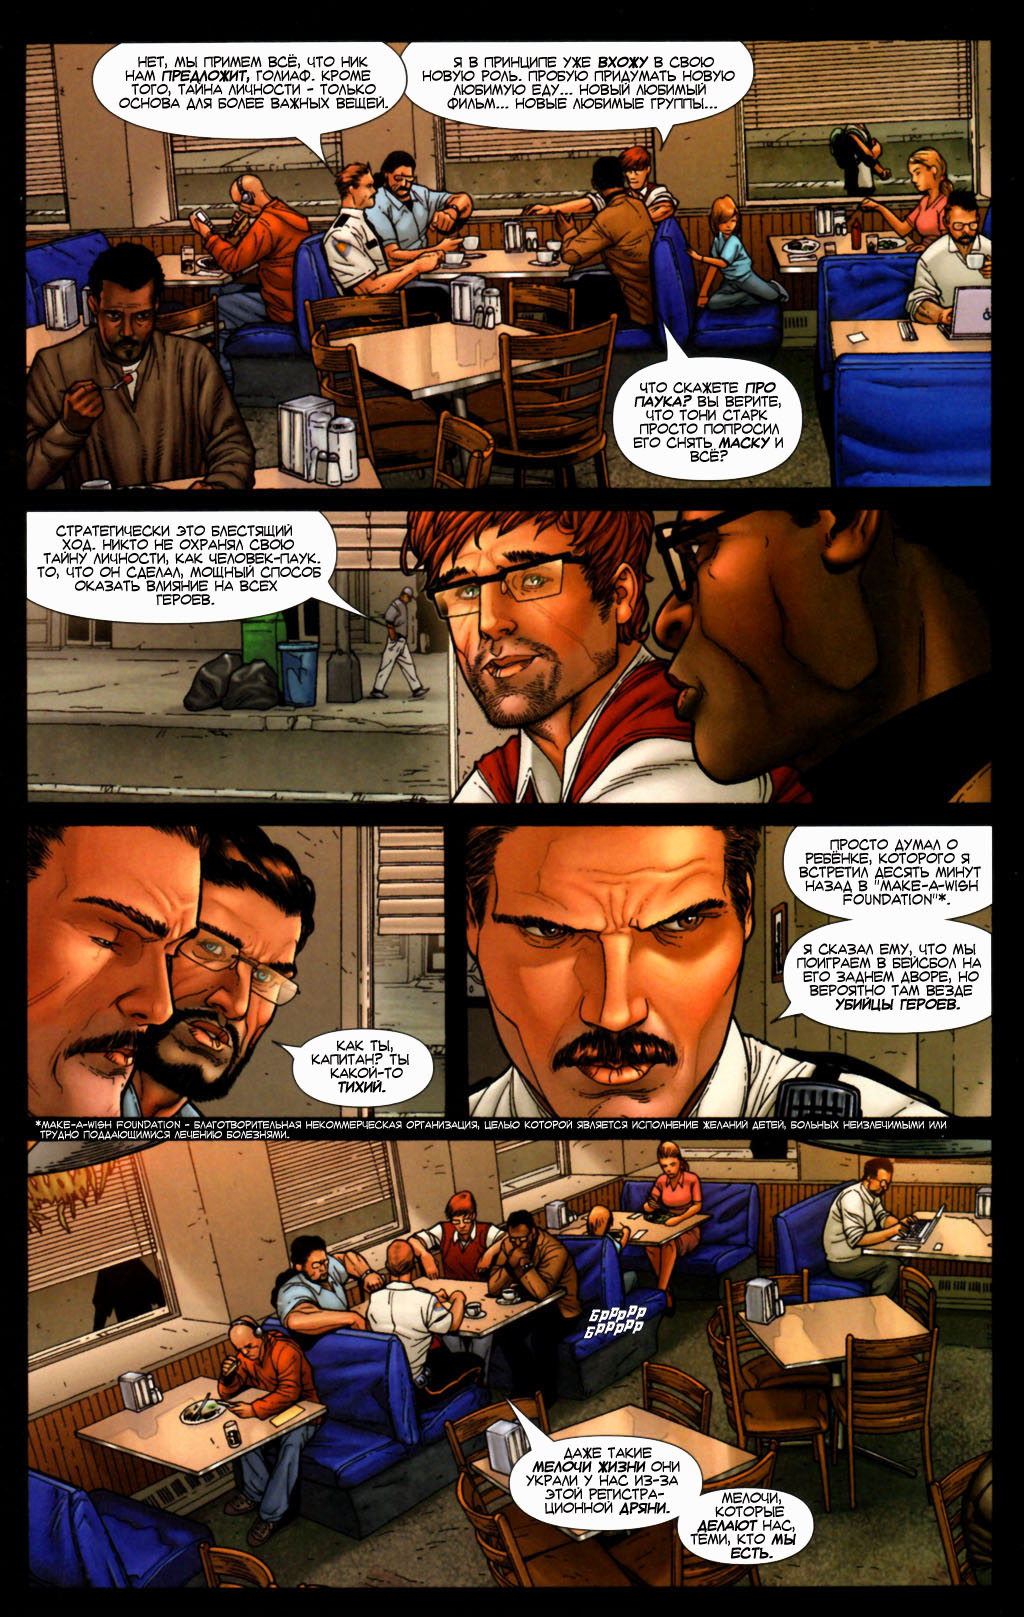 НЕТ, МЫ ПРИМЕМ ВСЁ, ЧТО НИК
НАМ ПРЕДЛОЖИТ, ГОЛИАФ. КРОМЕ
ТОГО, ТАЙНА ЛИЧНОСТИ - ТОЛЬКО
ОСНОВА ДЛЯ БОЛЕЕ ВАЖНЫХ ВЕЩЕЙ.
Я В ПРИНЦИПЕ УЖЕ ВХОЖУ В СВОЮ
НОВУЮ РОЛЬ. ПРОБУЮ ПРИДУМАТЬ НОВУЮ
ЛЮБИМУЮ ЕДУ... НОВЫЙ ЛЮБИМЫЙ
ФИЛЬМ... НОВЫЕ ЛЮБИМЫЕ ГРУППЫ...
ЧТО СКАЖЕТЕ ПРО
ПАУКА? ВЫ ВЕРИТЕ,
ЧТО ТОНИ СТАРК
ПРОСТО ПОПРОСИЛ
ЕГО СНЯТЬ МАСКУ И
ВСЁ?
СТРАТЕГИЧЕСКИ ЭТО БЛЕСТЯЩИЙ
ХОД. НИКТО НЕ ОХРАНЯЛ СВОЮ
ТАЙНУ ЛИЧНОСТИ, КАК ЧЕЛОВЕК-ПАУК.
ТО, ЧТО ОН СДЕЛАЛ, МОЩНЫЙ СПОСОБ
ОКАЗАТЬ ВЛИЯНИЕ НА ВСЕХ
ГЕРОЕВ.
КАК ТЫ,
КАПИТАН? ТЫ
КАКОЙ-ТО
ТИХИЙ.
ПРОСТО ДУМАЛ О
РЕБЁНКЕ, КОТОРОГО Я
ВСТРЕТИЛ ДЕСЯТЬ МИНУТ
НАЗАД В "MAKE-A-WISH
FOUNDATION"*.
Я СКАЗАЛ ЕМУ, ЧТО МЫ
ПОИГРАЕМ В БЕЙСБОЛ НА
ЕГО ЗАДНЕМ ДВОРЕ, НО
ВЕРОЯТНО ТАМ ВЕЗДЕ
УБИЙЦЫ ГЕРОЕВ.
*MAKE-A-WISH FOUNDATION - БЛАГОТВОРИТЕЛЬНАЯ НЕКОММЕРЧЕСКАЯ ОРГАНИЗАЦИЯ, ЦЕЛЬЮ КОТОРОЙ ЯВЛЯЕТСЯ ИСПОЛНЕНИЕ ЖЕЛАНИЙ ДЕТЕЙ, БОЛЬНЫХ НЕИЗЛЕЧИМЫМИ ИЛИ
ТРУДНО ПОДДАЮЩИМИСЯ ЛЕЧЕНИЮ БОЛЕЗНЯМИ.
БРРРРР
БРРРРР
ДАЖЕ ТАКИЕ
МЕЛОЧИ ЖИЗНИ ОНИ
УКРАЛИ У НАС ИЗ-ЗА
ЭТОЙ РЕГИСТРА-
ЦИОННОЙ ДРЯНИ.
МЕЛОЧИ,
КОТОРЫЕ
ДЕЛАЮТ НАС,
ТЕМИ, КТО МЫ
ЕСТЬ.